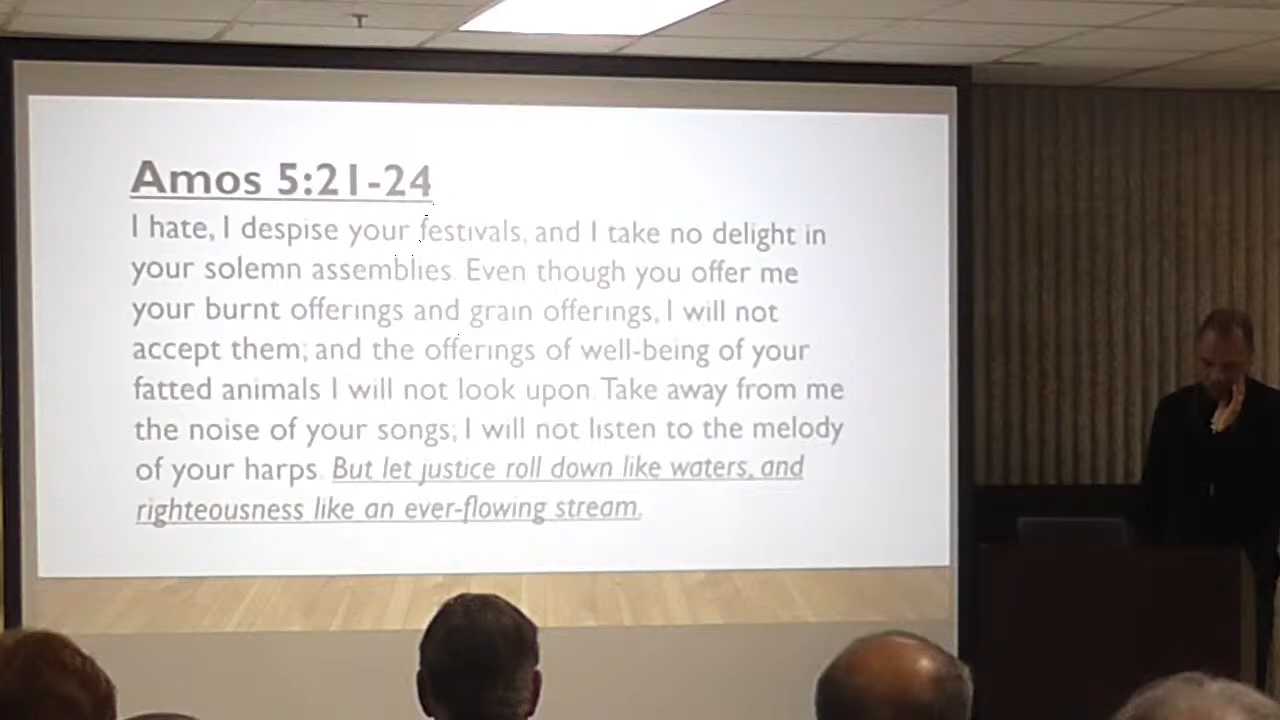 Amos 5:21-24
I hate, I despise your festivals, and I take no delight in
your solemn assemblies. Even though you offer me
your burnt offerings and grain offerings, I will not
accept them; and the offerings of well-being of your
fatted animals I will not look upon. Take away from me
the noise of your songs; I will not listen to the melody
of your harps. But let justice roll down like waters, and
righteousness like an ever-flowing stream.